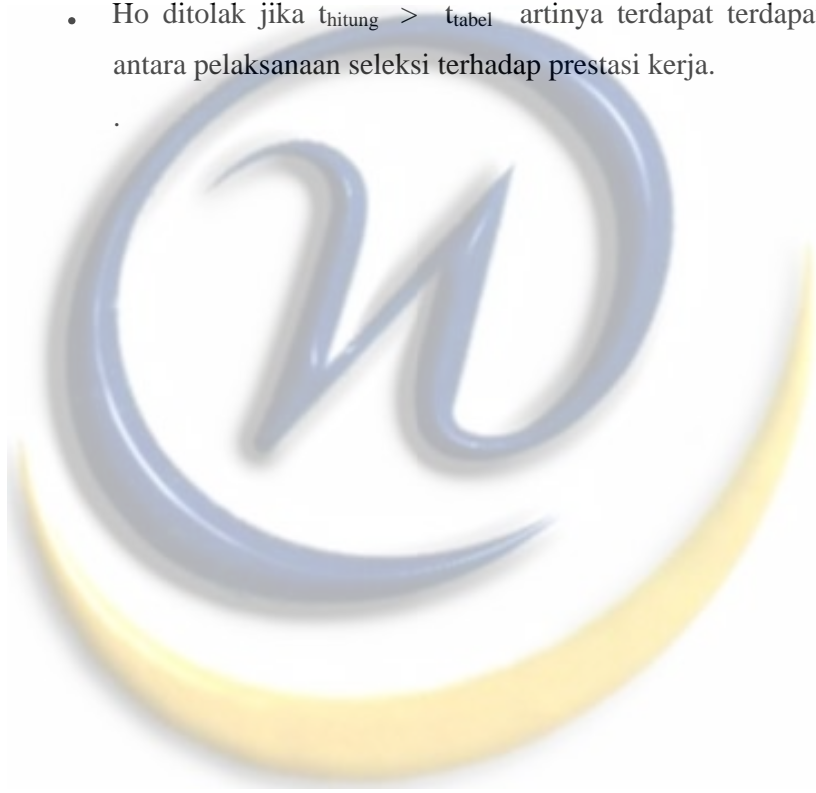 • Ho ditolak jika thitung > ttabel artinya terdapat terdapa
antara pelaksanaan seleksi terhadap prestasi kerja.
.